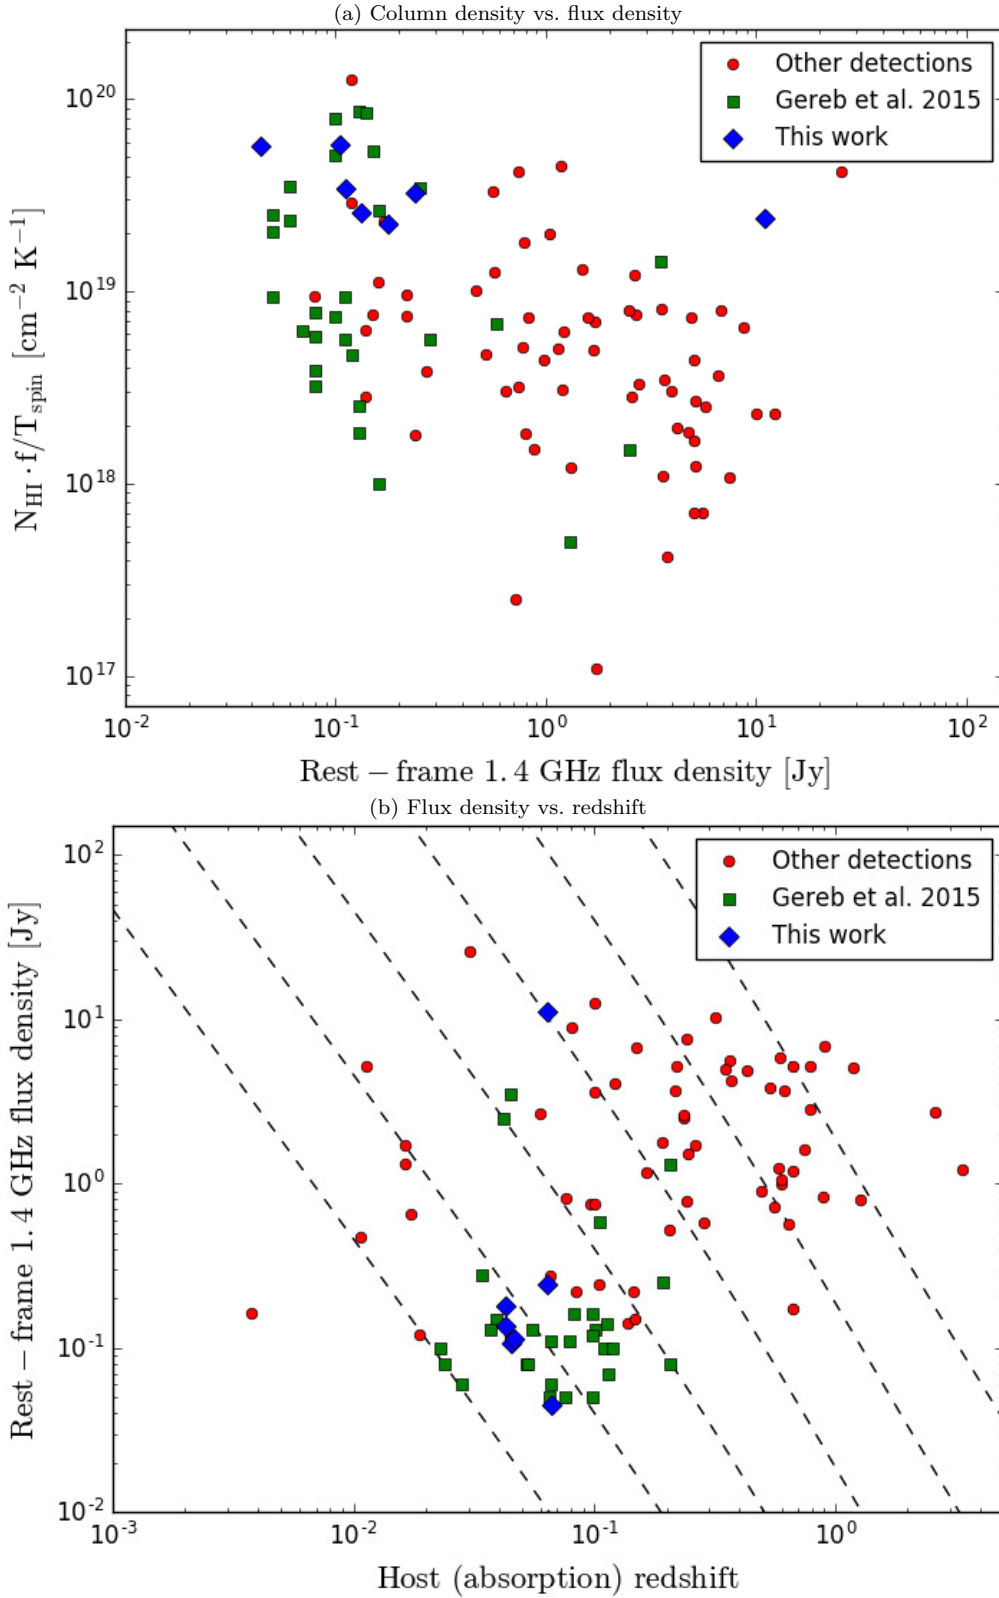 (a) Column density vs. flux density
Other detections
Gereb et al. 2015
This work
10^20
10^19
10^18
10^17
N_HI · f/T_spin [cm^−2 K^−1]
10^-2 10^-1 10^0 10^1 10^2
Rest − frame 1.4 GHz flux density [Jy]
(b) Flux density vs. redshift
Other detections
Gereb et al. 2015
This work
10^2
10^1
10^0
10^-1
10^-2
Rest − frame 1.4 GHz flux density [Jy]
10^-3 10^-2 10^-1 10^0
Host (absorption) redshift